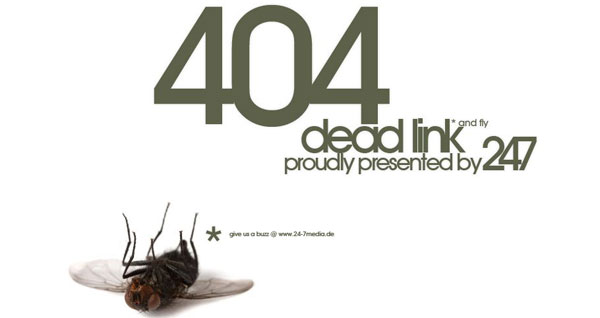 404
dead link* and fly
proudly presented by 247
* give us a buzz @ www.24-7media.de